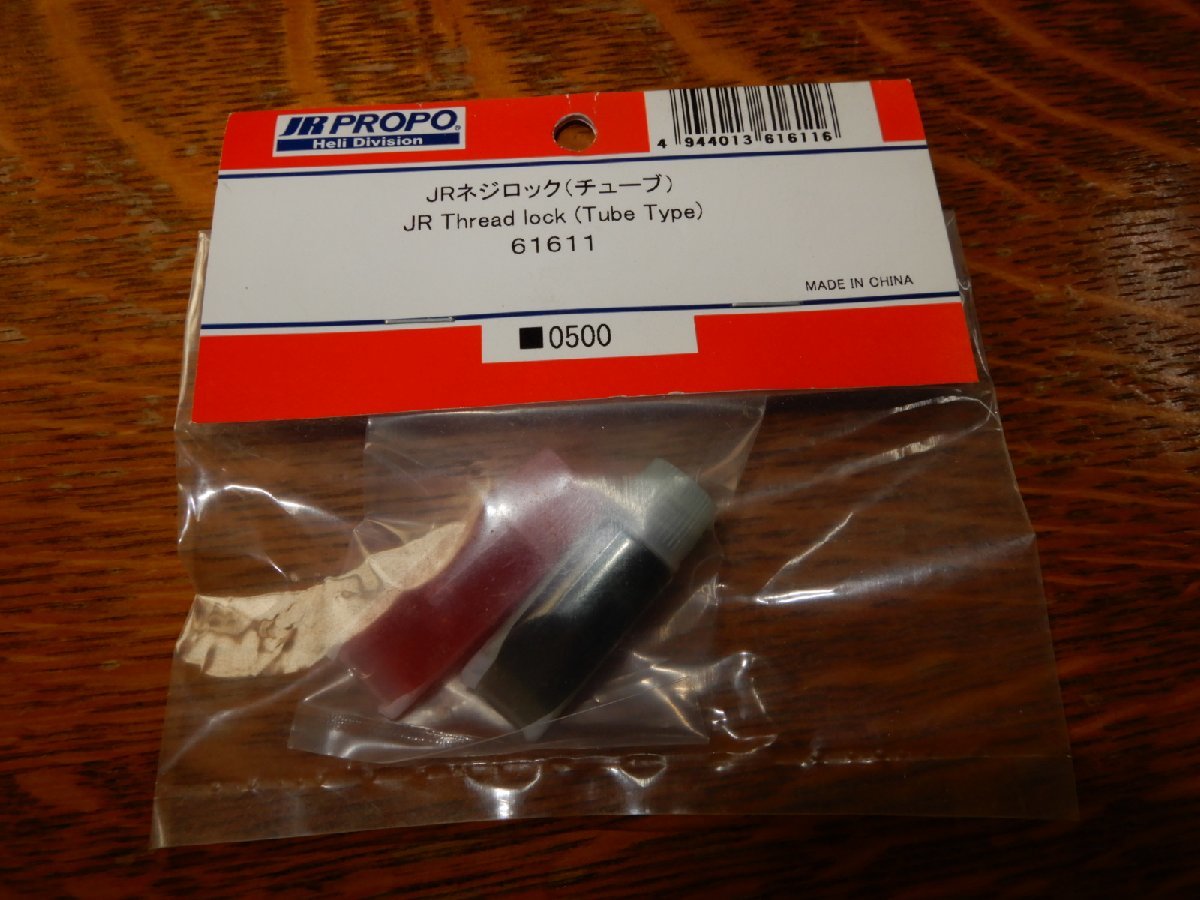 JR PROPO®
Heli Division
4 944013 616116
JRネジロック(チューブ)
JR Thread lock (Tube Type)
61611
MADE IN CHINA
■0500